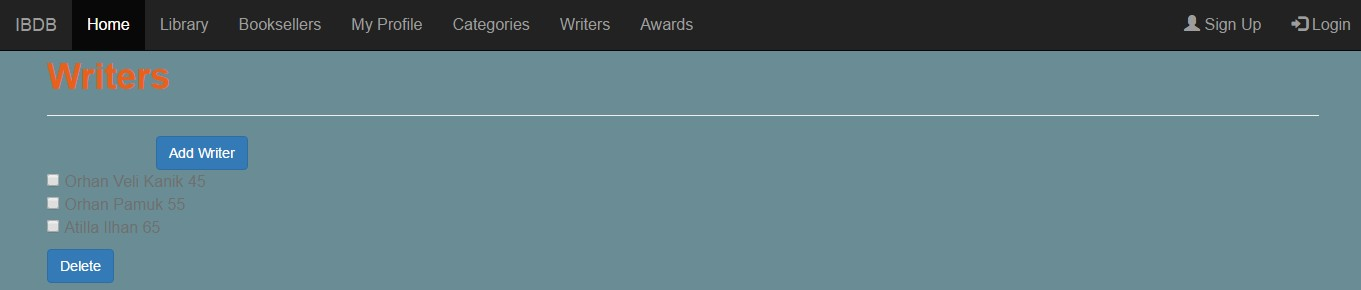 IBDB Home Library Booksellers My Profile Categories Writers Awards Sign Up Login
Writers
Add Writer
Orhan Veli Kanik 45
Orhan Pamuk 55
Atilla Ilhan 65
Delete